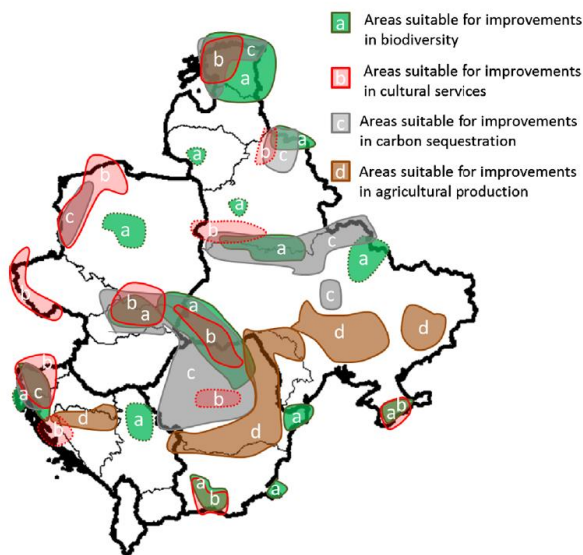 a Areas suitable for improvements
in biodiversity
b Areas suitable for improvements
in cultural services
c Areas suitable for improvements
in carbon sequestration
d Areas suitable for improvements
in agricultural production
c
b
a
a
b
c
a
b
b
a
c
b
c
a
a
a
b
c
a
b
a
d
d
b
b
c
a
c
b
b
a
d
a
a
b
d
a
a
b